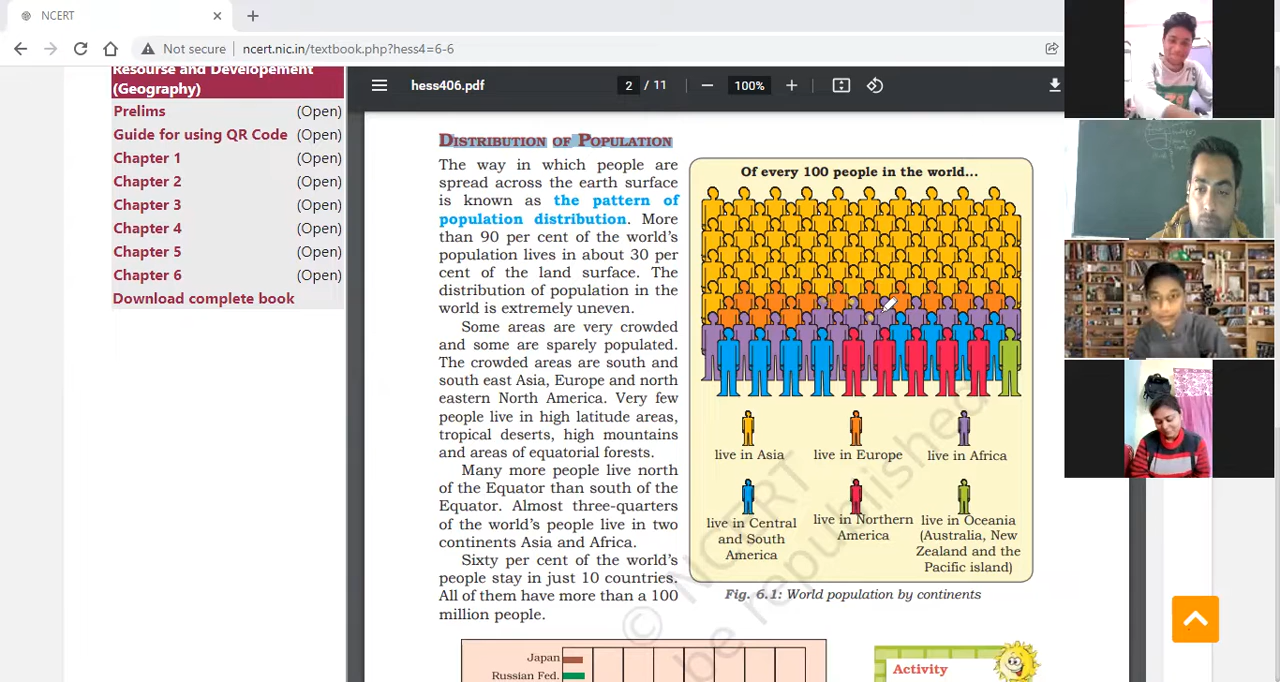 NCERT
Not secure
ncert.nic.in/textbook.php?hess4=6-6
Resourse and Developement
(Geography)
Prelims (Open)
Guide for using QR Code (Open)
Chapter 1 (Open)
Chapter 2 (Open)
Chapter 3 (Open)
Chapter 4 (Open)
Chapter 5 (Open)
Chapter 6 (Open)
Download complete book
hess406.pdf
2 / 11
100%
DISTRIBUTION OF POPULATION
The way in which people are
spread across the earth surface
is known as the pattern of
population distribution. More
than 90 per cent of the world's
population lives in about 30 per
cent of the land surface. The
distribution of population in the
world is extremely uneven.
Some areas are very crowded
and some are sparely populated.
The crowded areas are south and
south east Asia, Europe and north
eastern North America. Very few
people live in high latitude areas,
tropical deserts, high mountains
and areas of equatorial forests.
Many more people live north
of the Equator than south of the
Equator. Almost three-quarters
of the world's people live in two
continents Asia and Africa.
Sixty per cent of the world's
people stay in just 10 countries.
All of them have more than a 100
million people.
Of every 100 people in the world...
live in Asia
live in Europe
live in Africa
live in Central
and South
America
live in Northern
America
live in Oceania
(Australia, New
Zealand and the
Pacific island)
Fig. 6.1: World population by continents
© NCERT
be republished
Japan
Russian Fed.
Activity